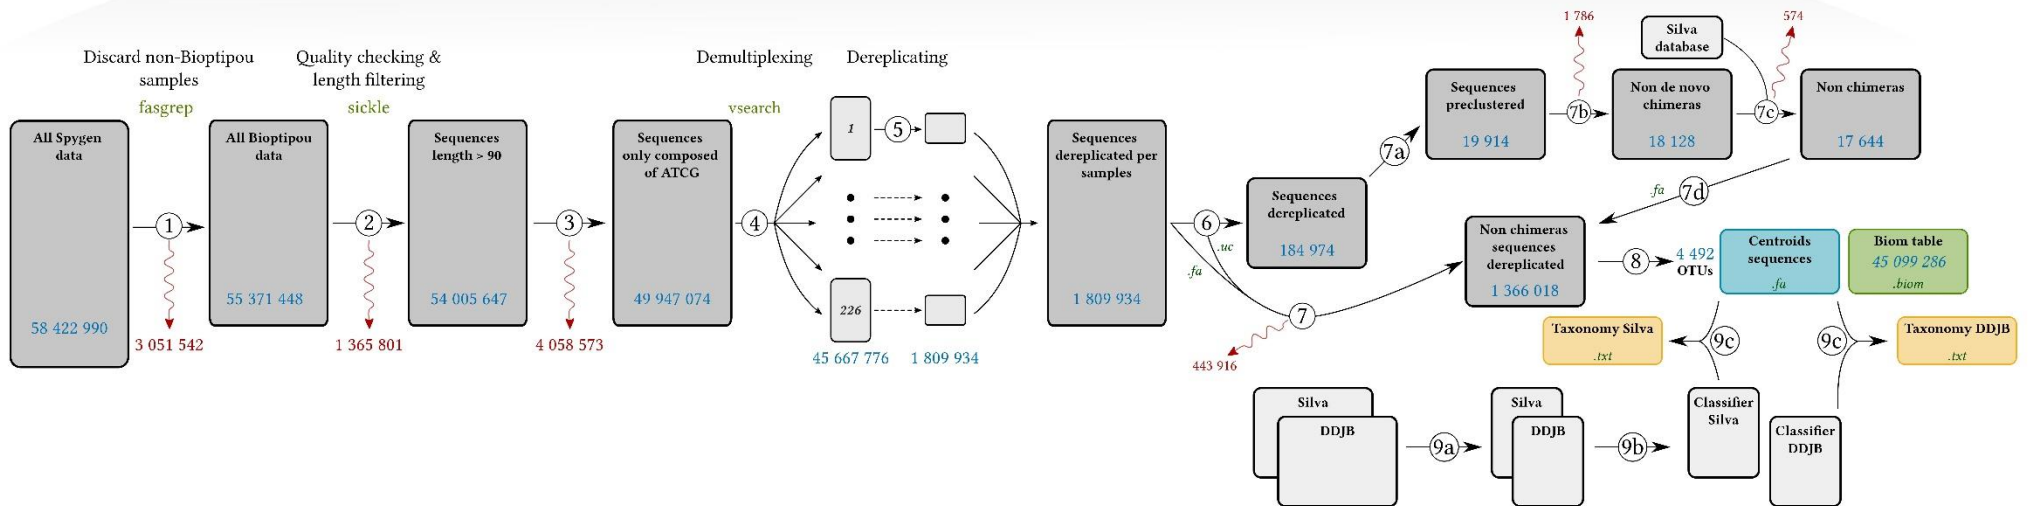 Discard non-Bioptipou
samples
fasgrep
Quality checking &
length filtering
sickle
Demultiplexing
Dereplicating
vsearch
All Spygen
data
58 422 990
1
3 051 542
All Bioptipou
data
55 371 448
2
1 365 801
Sequences
length > 90
54 005 647
3
4 058 573
Sequences
only composed
of ATCG
49 947 074
4
1
5
226
45 667 776
1 809 934
Sequences
dereplicated per
samples
1 809 934
6
.uc
.fa
7
443 916
Sequences
dereplicated
184 974
7a
Sequences
preclustered
19 914
7b
1 786
Non de novo
chimeras
18 128
Silva
database
7c
574
Non chimeras
17 644
.fa
7d
Non chimeras
sequences
dereplicated
1 366 018
8
4 492
OTUs
Centroids
sequences
.fa
Biom table
45 099 286
.biom
Taxonomy Silva
.txt
9c
9c
Taxonomy DDJB
.txt
Silva
DDJB
9a
Silva
DDJB
9b
Classifier
Silva
Classifier
DDJB